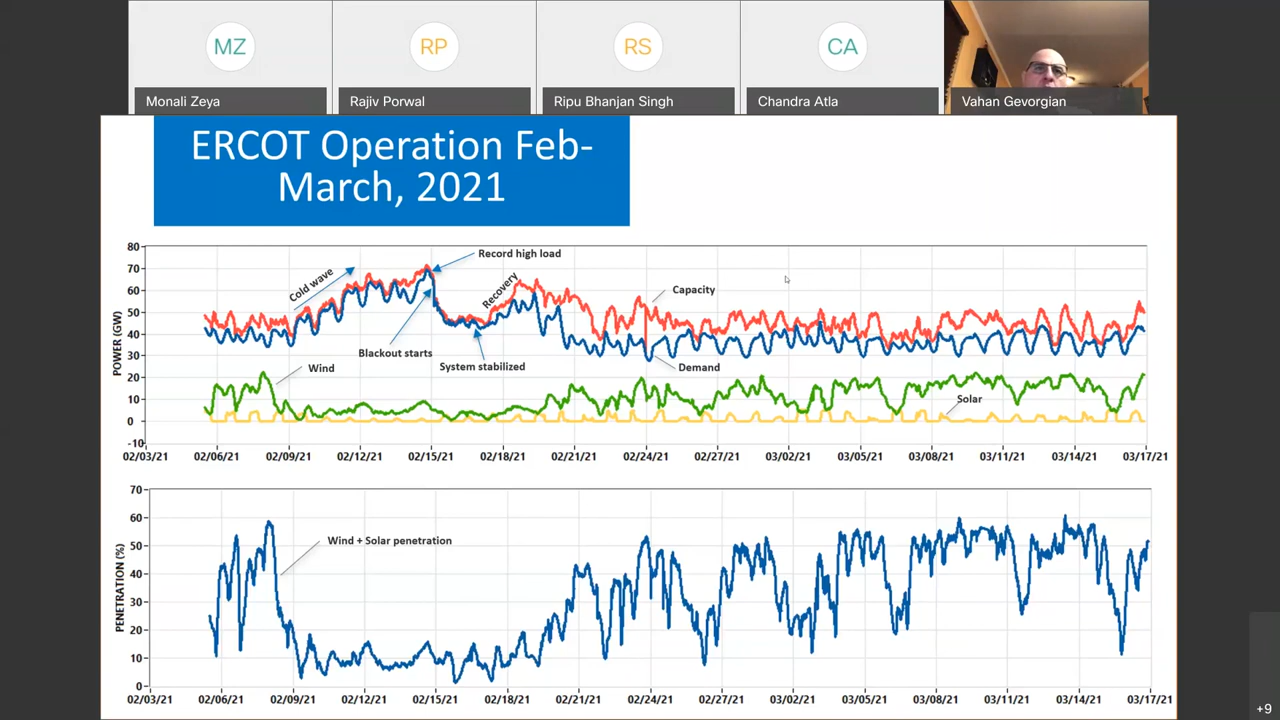 MZ
RP
RS
CA
Monali Zeya
Rajiv Porwal
Ripu Bhanjan Singh
Chandra Atla
Vahan Gevorgian
ERCOT Operation Feb-
March, 2021
POWER (GW)
80
70
60
50
40
30
20
10
0
-10
Cold wave
Record high load
Recovery
Capacity
Blackout starts
System stabilized
Demand
Wind
Solar
02/03/21 02/06/21 02/09/21 02/12/21 02/15/21 02/18/21 02/21/21 02/24/21 02/27/21 03/02/21 03/05/21 03/08/21 03/11/21 03/14/21 03/17/21
PENETRATION (%)
70
60
50
40
30
20
10
0
Wind + Solar penetration
02/03/21 02/06/21 02/09/21 02/12/21 02/15/21 02/18/21 02/21/21 02/24/21 02/27/21 03/02/21 03/05/21 03/08/21 03/11/21 03/14/21 03/17/21
+9